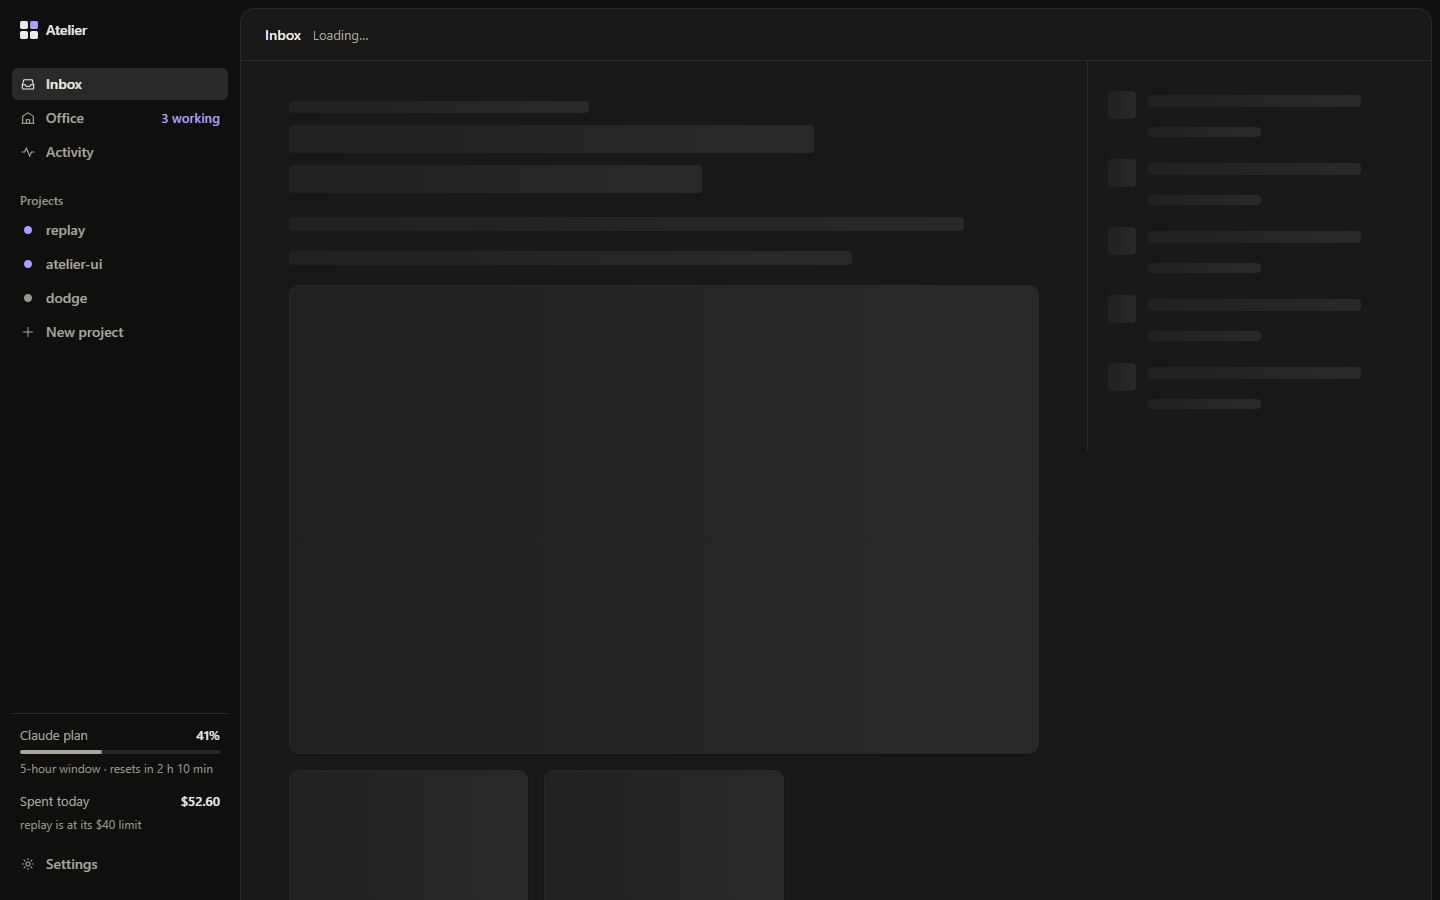 Atelier
Inbox
Office 3 working
Activity
Projects
replay
atelier-ui
dodge
New project
Claude plan 41%
5-hour window · resets in 2 h 10 min
Spent today $52.60
replay is at its $40 limit
Settings
Inbox Loading...